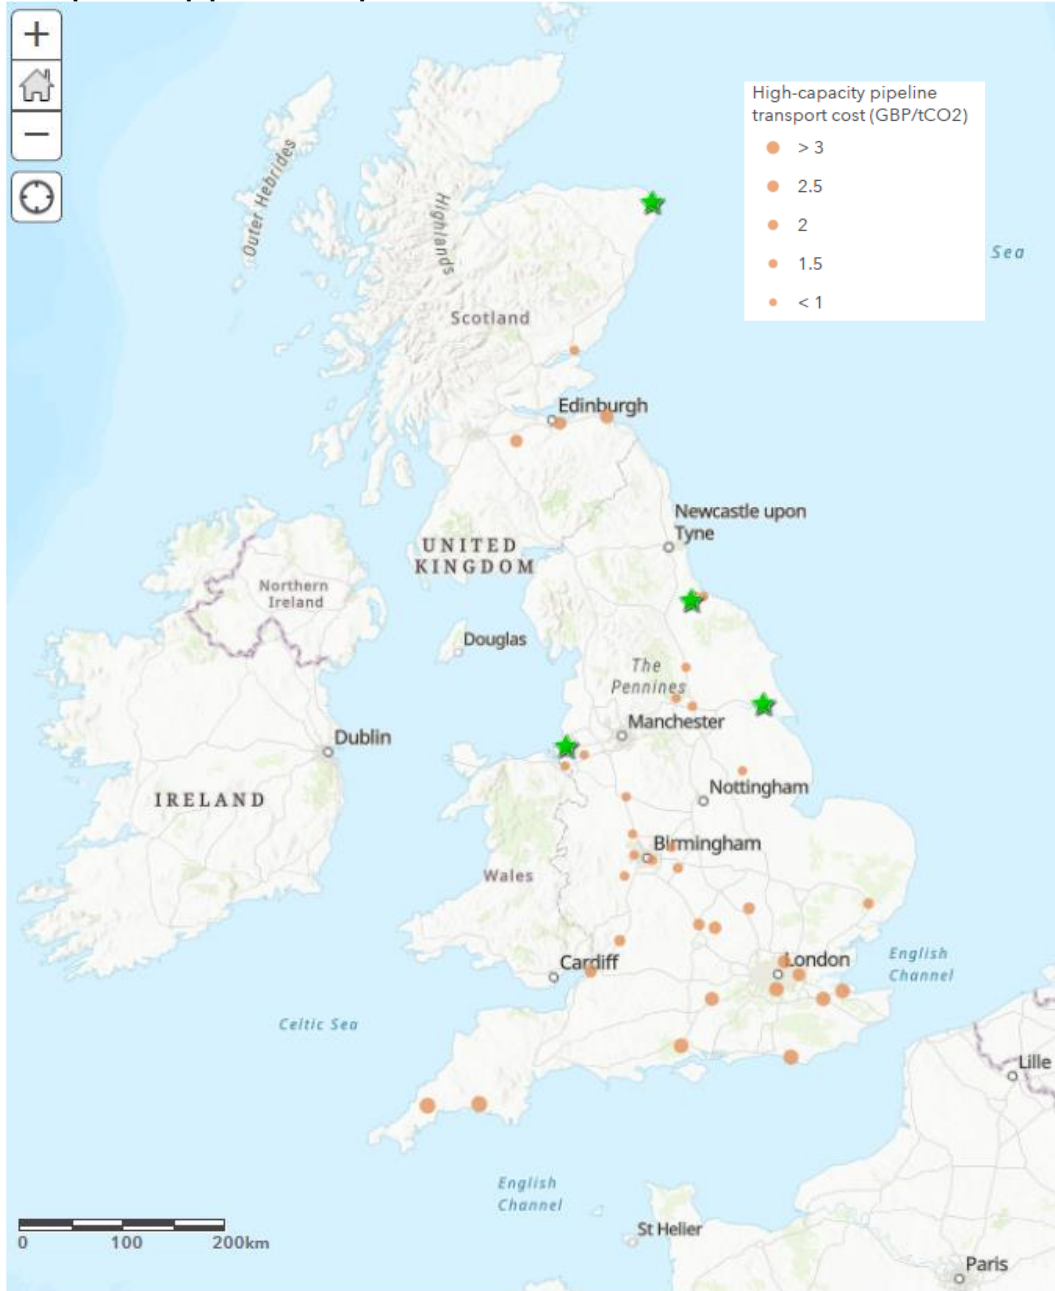 +
−
High-capacity pipeline
transport cost (GBP/tCO2)
> 3
2.5
2
1.5
< 1
Outer Hebrides
Highlands
Sea
Scotland
Edinburgh
Newcastle upon
Tyne
UNITED
KINGDOM
Northern
Ireland
Douglas
The
Pennines
Manchester
Dublin
Nottingham
IRELAND
Birmingham
Wales
Cardiff
London
English
Channel
Celtic Sea
Lille
English
Channel
St Helier
0 100 200km
Paris